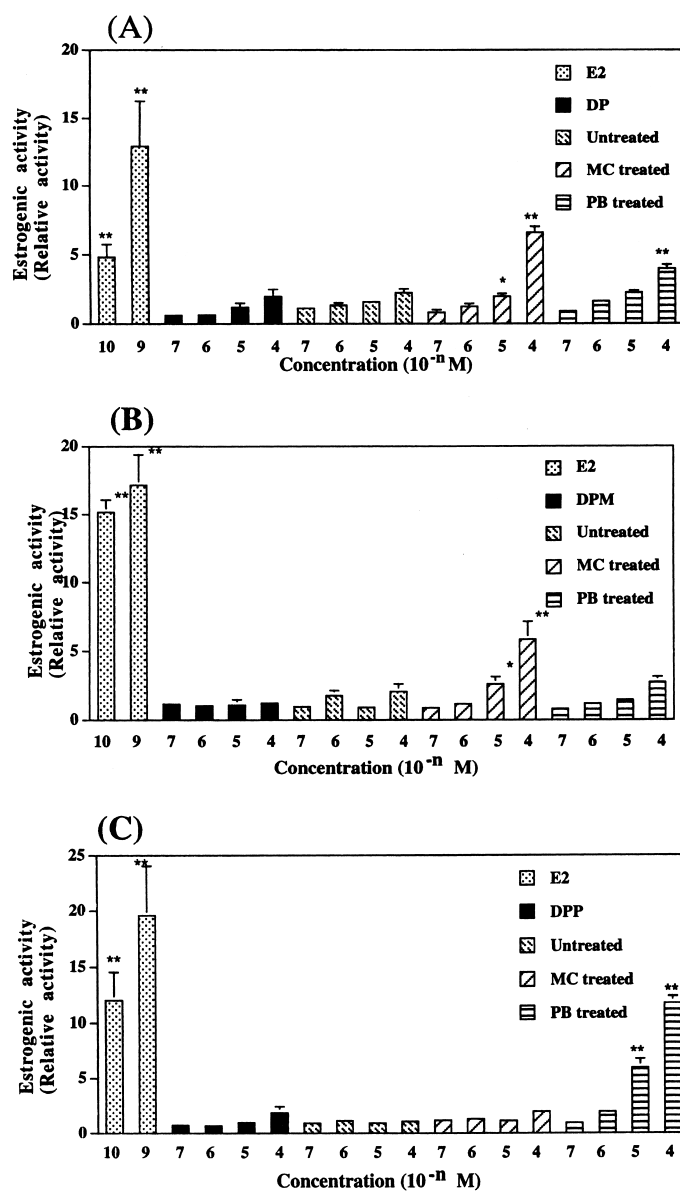 (A)
20
15
10
5
0
Estrogenic activity
(Relative activity)
**
**
*
**
**
E2
DP
Untreated
MC treated
PB treated
10 9 7 6 5 4 7 6 5 4 7 6 5 4 7 6 5 4
Concentration (10-n M)
(B)
20
15
10
5
0
Estrogenic activity
(Relative activity)
**
**
*
**
E2
DPM
Untreated
MC treated
PB treated
10 9 7 6 5 4 7 6 5 4 7 6 5 4 7 6 5 4
Concentration (10-n M)
(C)
25
20
15
10
5
0
Estrogenic activity
(Relative activity)
**
**
**
**
E2
DPP
Untreated
MC treated
PB treated
10 9 7 6 5 4 7 6 5 4 7 6 5 4 7 6 5 4
Concentration (10-n M)